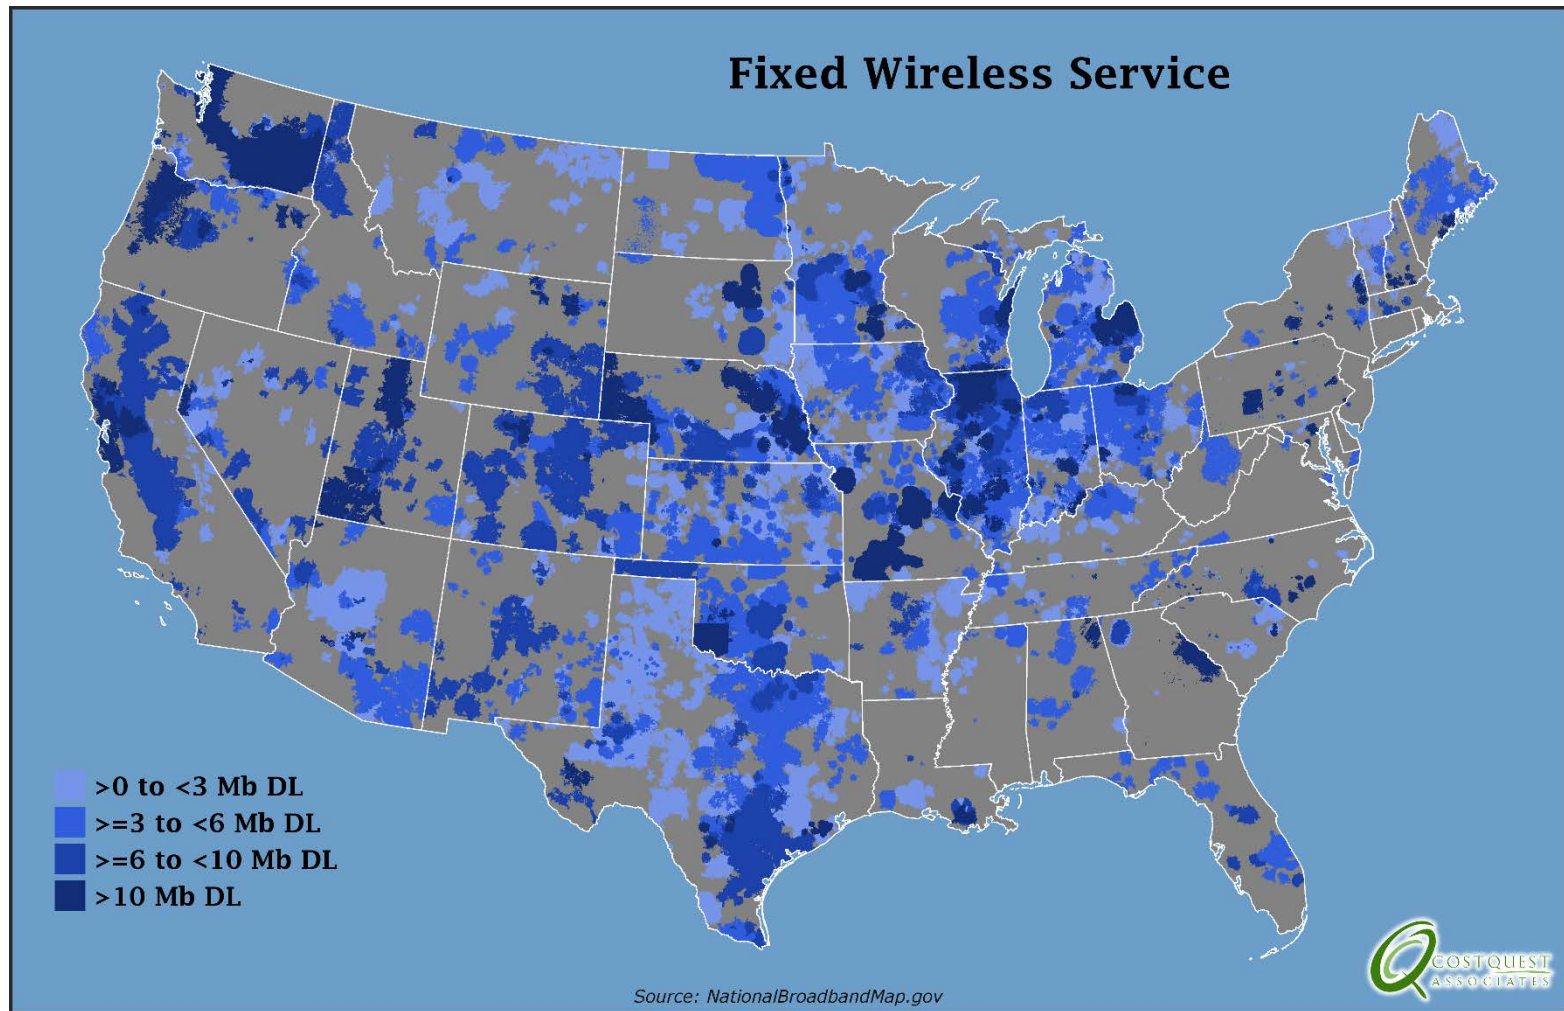 Fixed Wireless Service
>0 to <3 Mb DL
>=3 to <6 Mb DL
>=6 to <10 Mb DL
>10 Mb DL
COSTQUEST
ASSOCIATES
Source: NationalBroadbandMap.gov